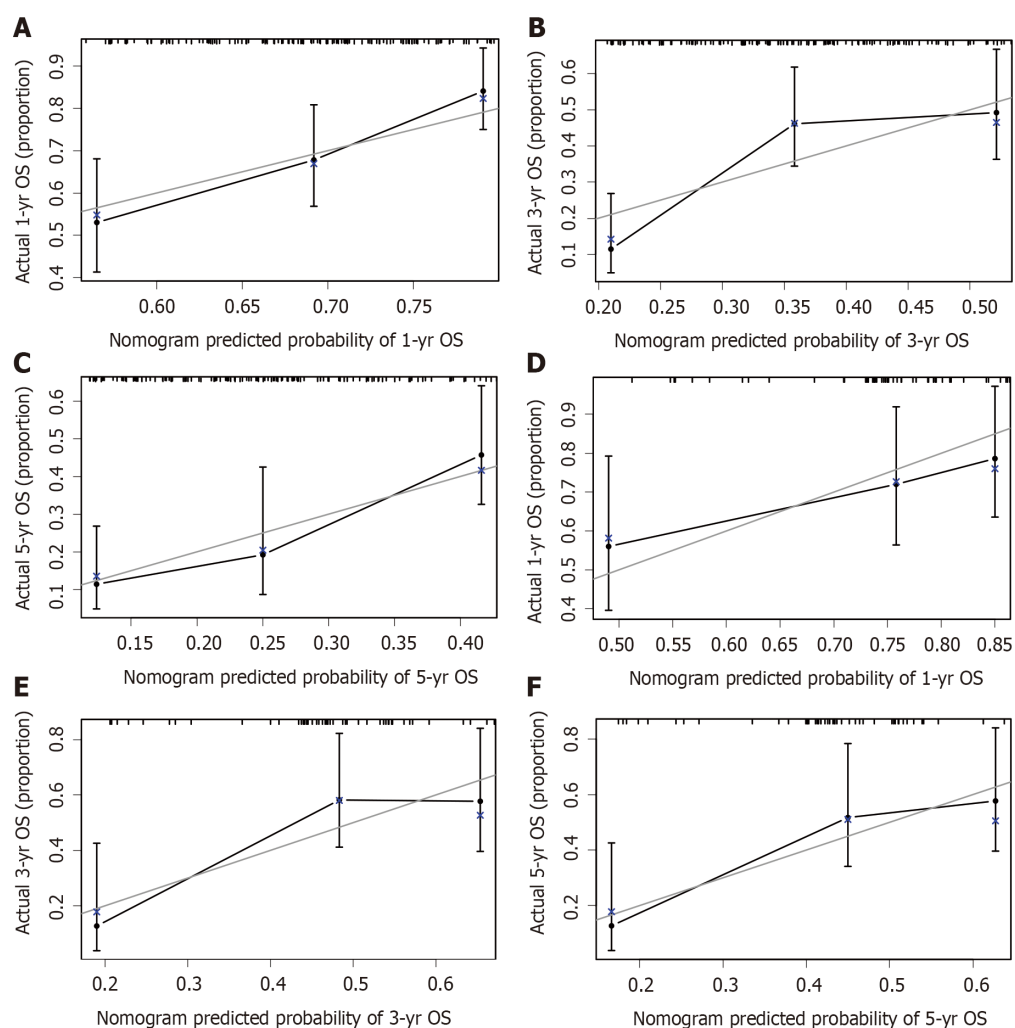 A
Actual 1-yr OS (proportion)
0.9
0.8
0.7
0.6
0.5
0.4
0.60 0.65 0.70 0.75
Nomogram predicted probability of 1-yr OS
B
Actual 3-yr OS (proportion)
0.6
0.5
0.4
0.3
0.2
0.1
0.20 0.25 0.30 0.35 0.40 0.45 0.50
Nomogram predicted probability of 3-yr OS
C
Actual 5-yr OS (proportion)
0.6
0.5
0.4
0.3
0.2
0.1
0.15 0.20 0.25 0.30 0.35 0.40
Nomogram predicted probability of 5-yr OS
D
Actual 1-yr OS (proportion)
0.9
0.8
0.7
0.6
0.5
0.4
0.50 0.55 0.60 0.65 0.70 0.75 0.80 0.85
Nomogram predicted probability of 1-yr OS
E
Actual 3-yr OS (proportion)
0.8
0.6
0.4
0.2
0.2 0.3 0.4 0.5 0.6
Nomogram predicted probability of 3-yr OS
F
Actual 5-yr OS (proportion)
0.8
0.6
0.4
0.2
0.2 0.3 0.4 0.5 0.6
Nomogram predicted probability of 5-yr OS